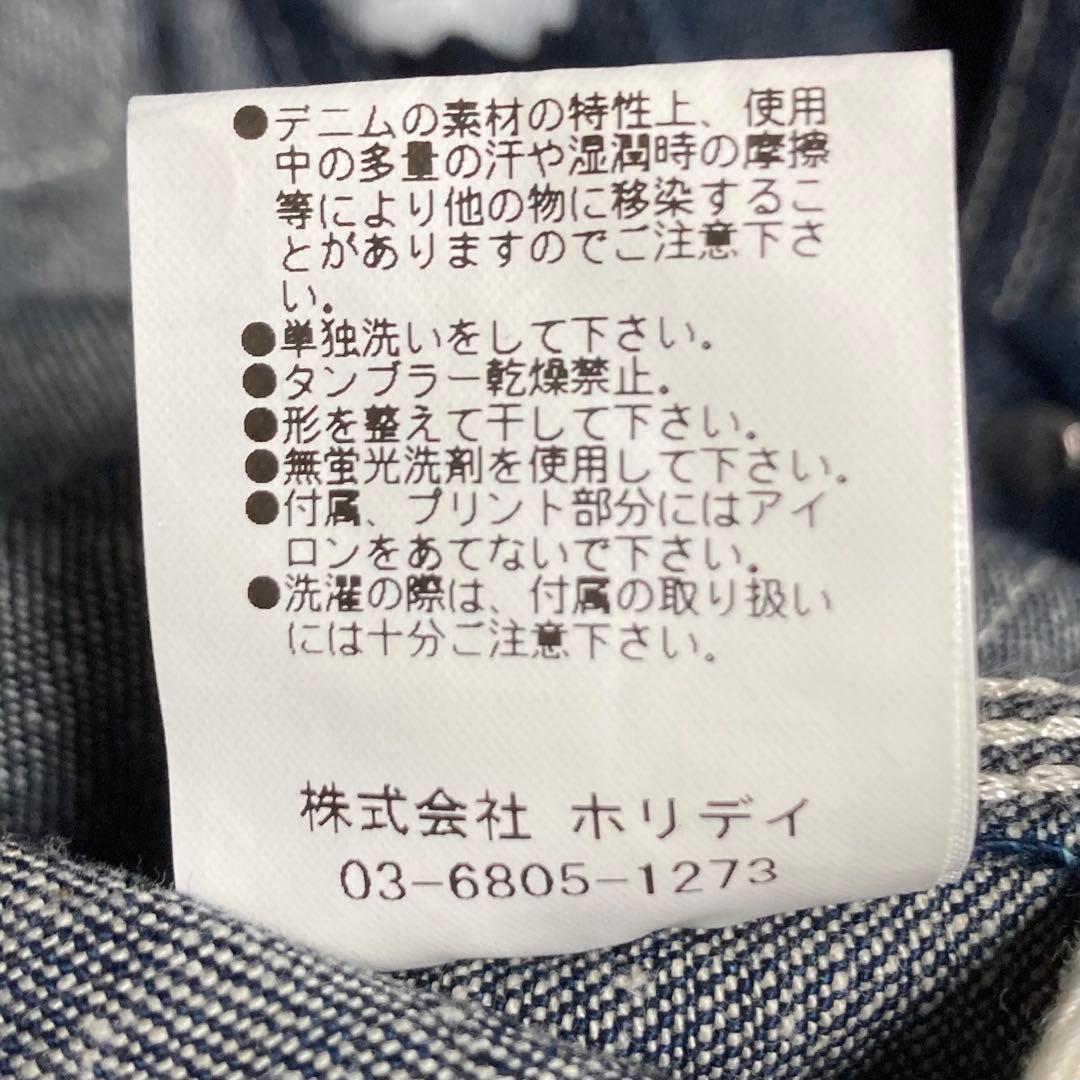 ●デニムの素材の特性上、使用
中の多量の汗や湿潤時の摩擦
等により他の物に移染するこ
とがありますのでご注意下さ
い。
●単独洗いをして下さい。
●タンブラー乾燥禁止。
●形を整えて干して下さい。
●無蛍光洗剤を使用して下さい。
●付属、プリント部分にはアイ
ロンをあてないで下さい。
●洗濯の際は、付属の取り扱い
には十分ご注意下さい。
株式会社 ホリデイ
03-6805-1273